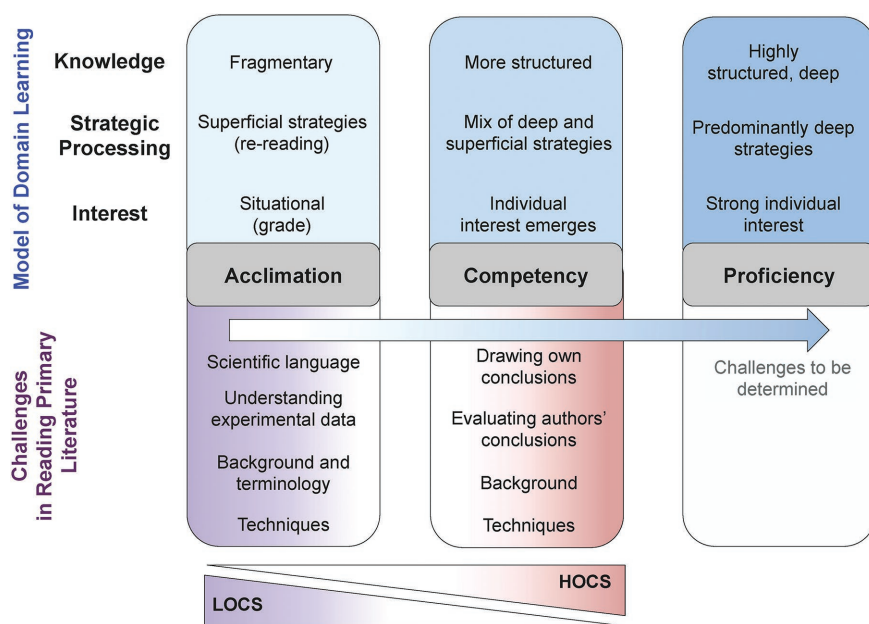 Model of Domain Learning
Knowledge
Fragmentary
More structured
Highly
structured, deep
Strategic
Processing
Superficial strategies
(re-reading)
Mix of deep and
superficial strategies
Predominantly deep
strategies
Interest
Situational
(grade)
Individual
interest emerges
Strong individual
interest
Acclimation
Competency
Proficiency
Challenges
in Reading Primary
Literature
Scientific language
Understanding
experimental data
Background and
terminology
Techniques
Drawing own
conclusions
Evaluating authors’
conclusions
Background
Techniques
Challenges to be
determined
LOCS
HOCS